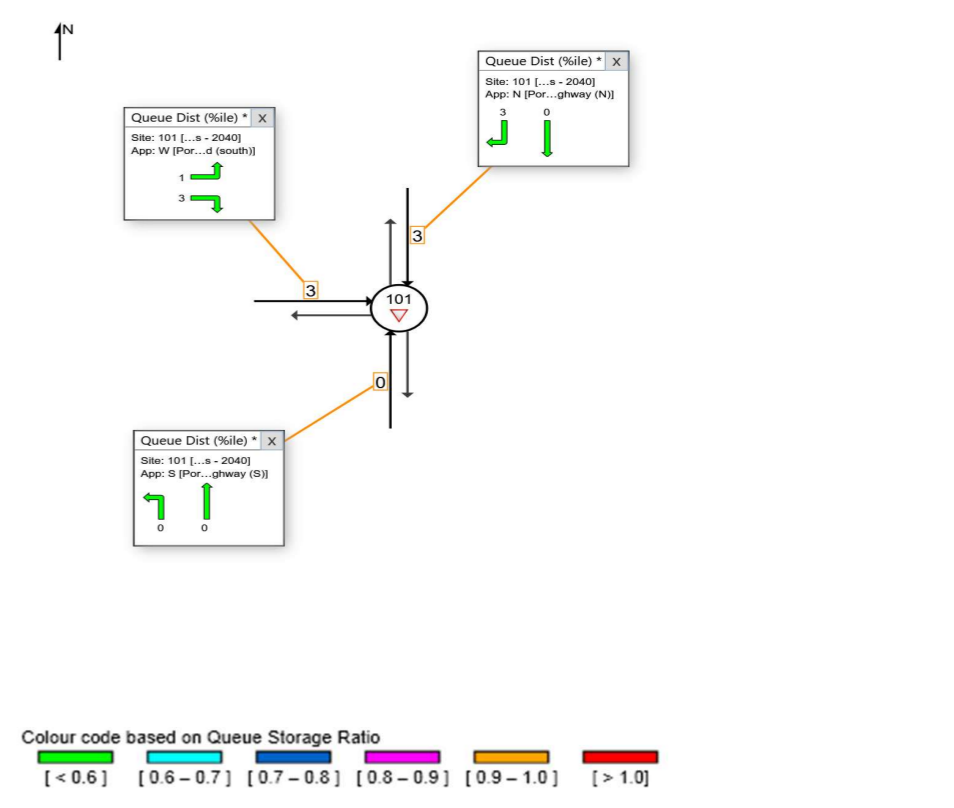 N
Queue Dist (%ile) * x
Site: 101 [...s - 2040]
App: N [Por...ghway (N)]
3 0
Queue Dist (%ile) * x
Site: 101 [...s - 2040]
App: W [Por...d (south)]
1
3
3
3
101
0
Queue Dist (%ile) * x
Site: 101 [...s - 2040]
App: S [Por...ghway (S)]
0 0
Colour code based on Queue Storage Ratio
[ < 0.6 ] [ 0.6 – 0.7 ] [ 0.7 – 0.8 ] [ 0.8 – 0.9 ] [ 0.9 – 1.0 ] [ > 1.0]